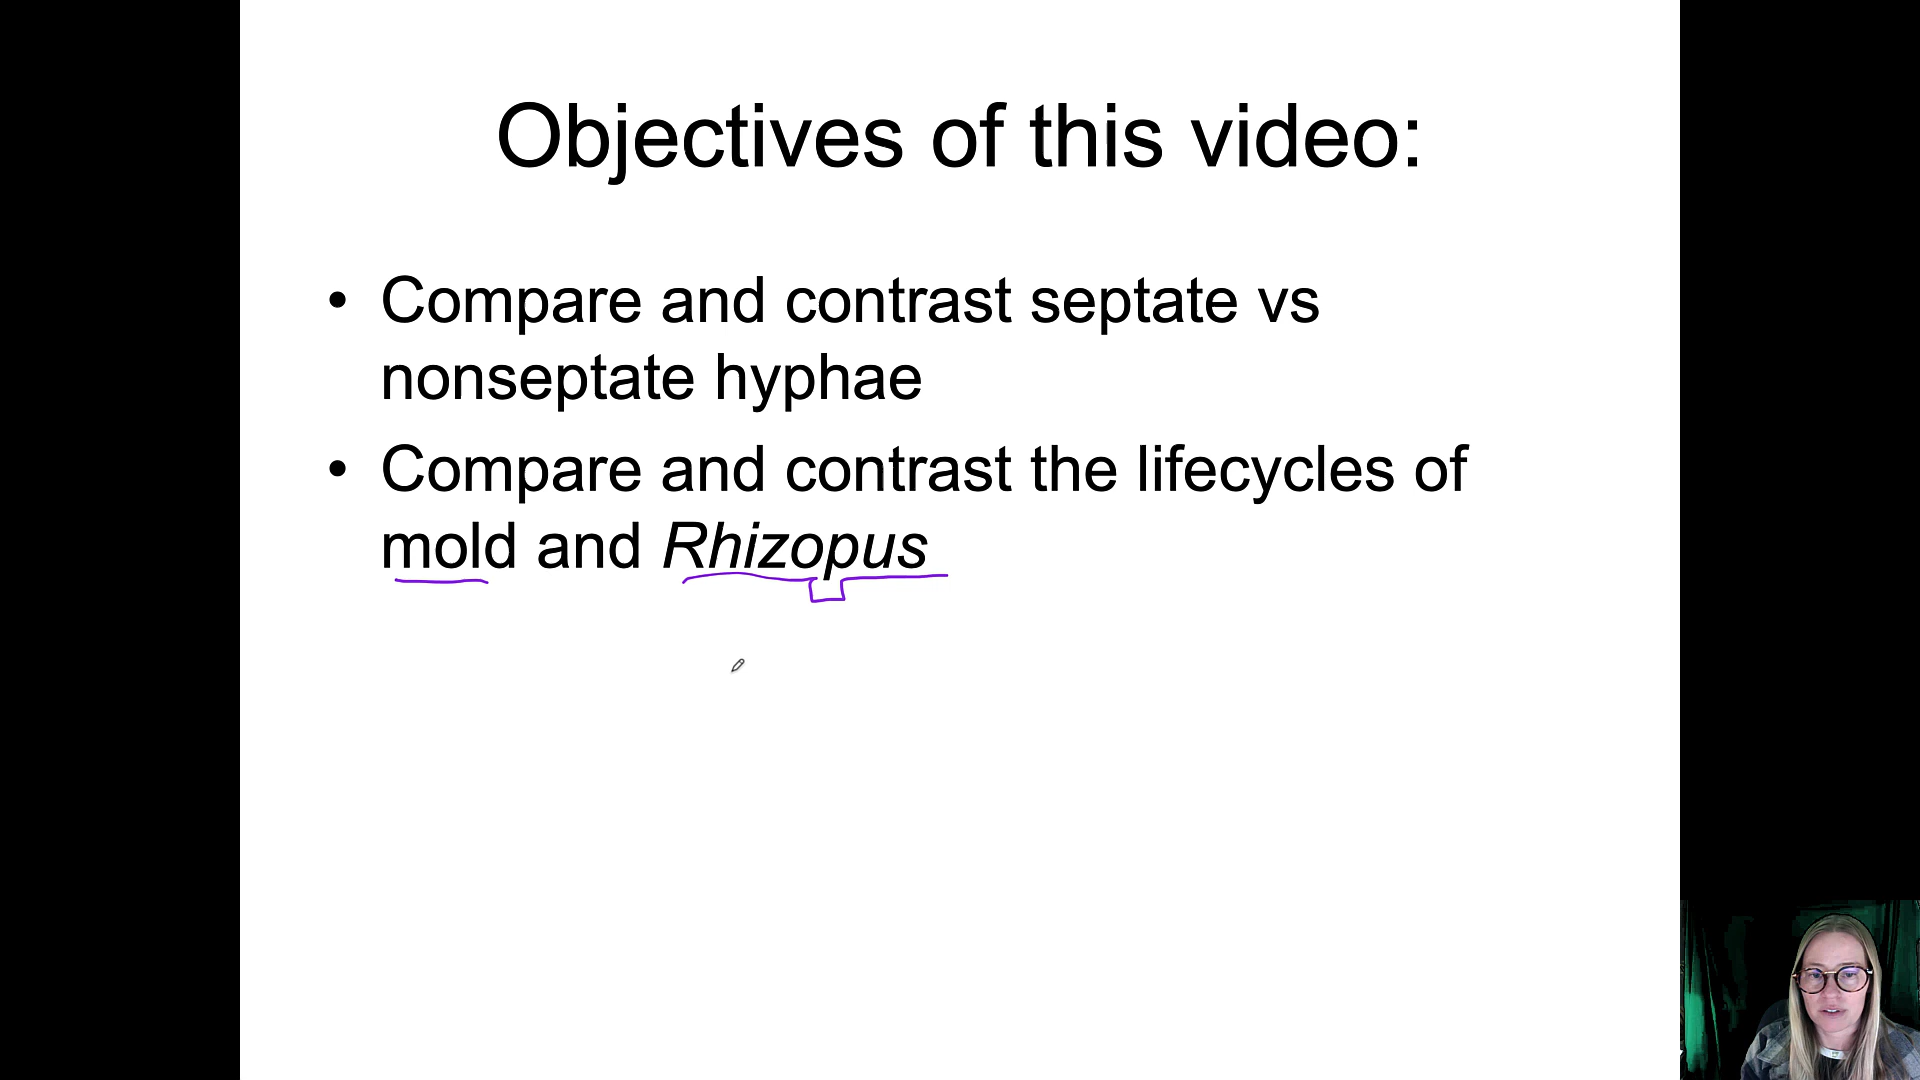 Objectives of this video:
• Compare and contrast septate vs
nonseptate hyphae
• Compare and contrast the lifecycles of
mold and Rhizopus